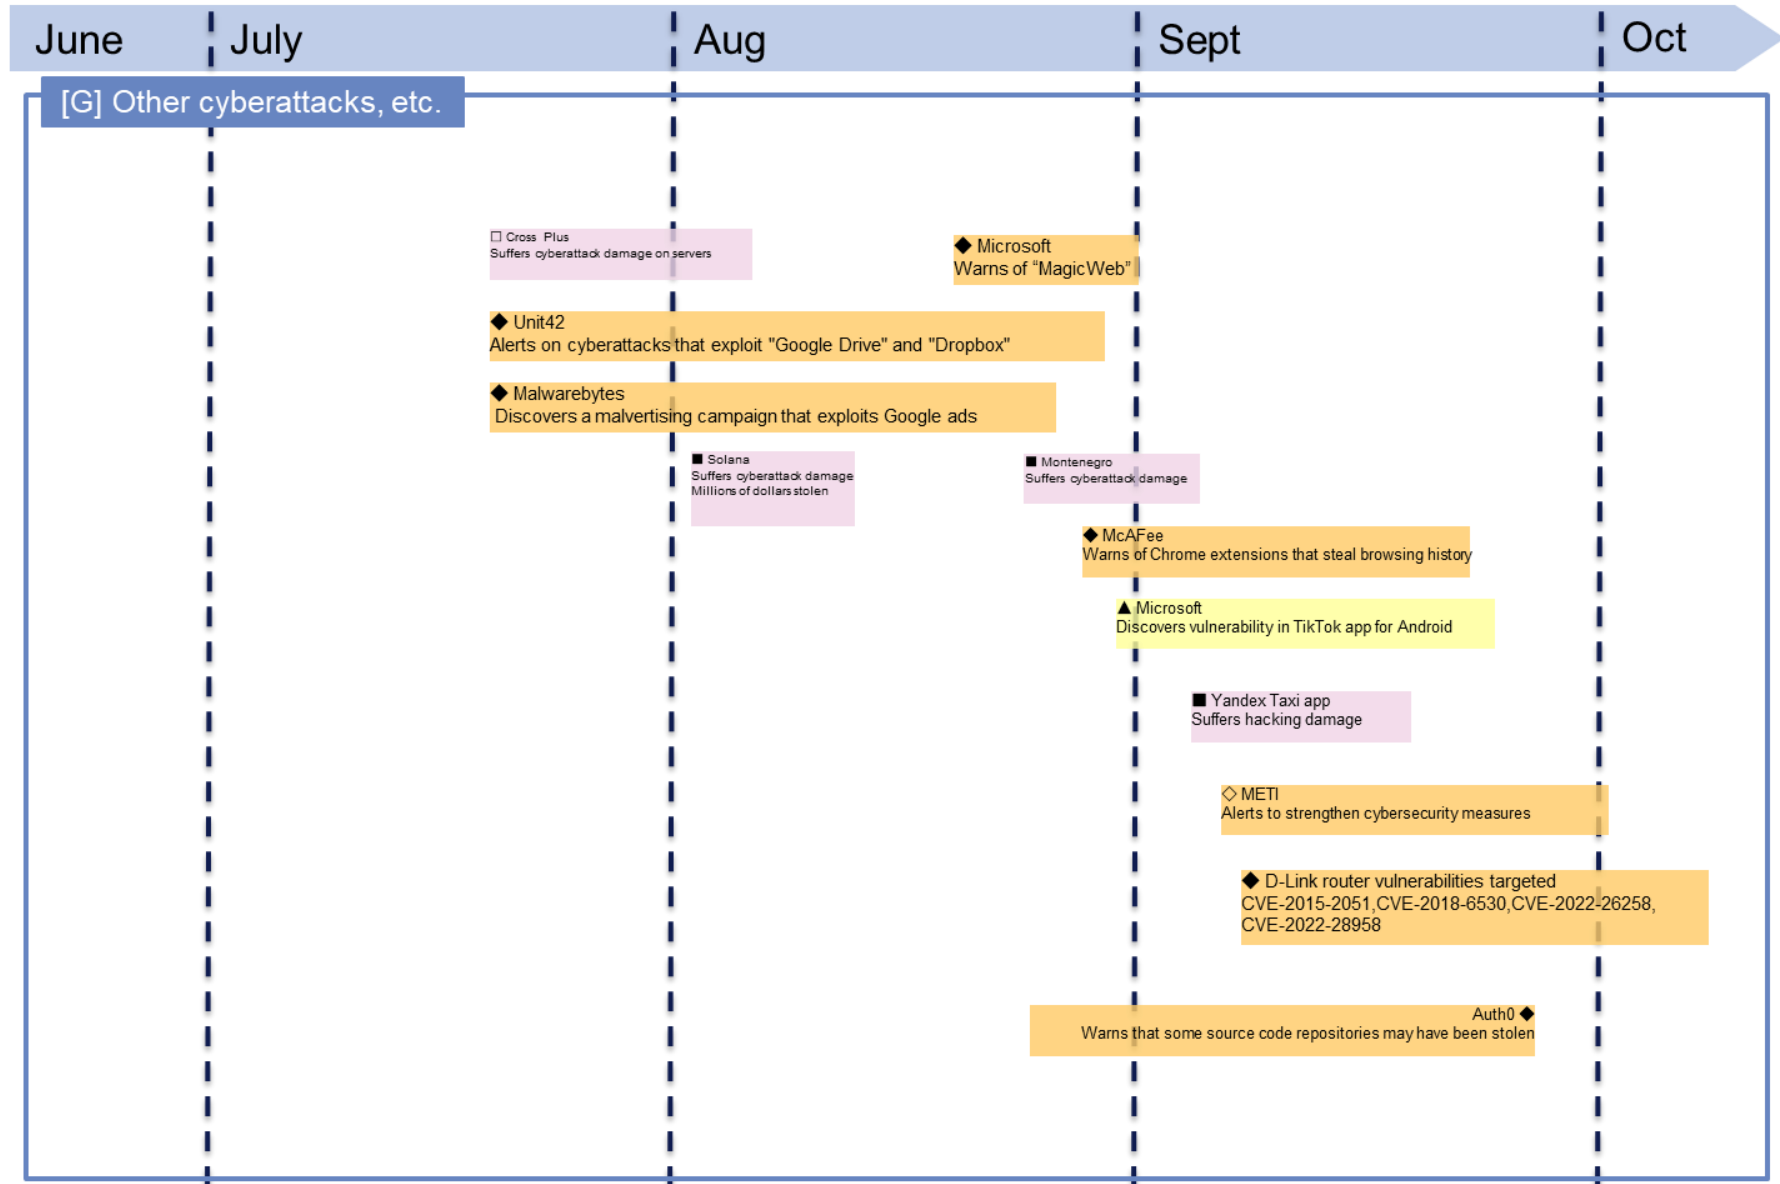 June
July
Aug
Sept
Oct
[G] Other cyberattacks, etc.
□ Cross Plus
Suffers cyberattack damage on servers
◆ Microsoft
Warns of “MagicWeb”
◆ Unit42
Alerts on cyberattacks that exploit "Google Drive" and "Dropbox"
◆ Malwarebytes
Discovers a malvertising campaign that exploits Google ads
■ Solana
Suffers cyberattack damage
Millions of dollars stolen
■ Montenegro
Suffers cyberattack damage
◆ McAFee
Warns of Chrome extensions that steal browsing history
▲ Microsoft
Discovers vulnerability in TikTok app for Android
■ Yandex Taxi app
Suffers hacking damage
◇ METI
Alerts to strengthen cybersecurity measures
◆ D-Link router vulnerabilities targeted
CVE-2015-2051,CVE-2018-6530,CVE-2022-26258,
CVE-2022-28958
Auth0 ◆
Warns that some source code repositories may have been stolen